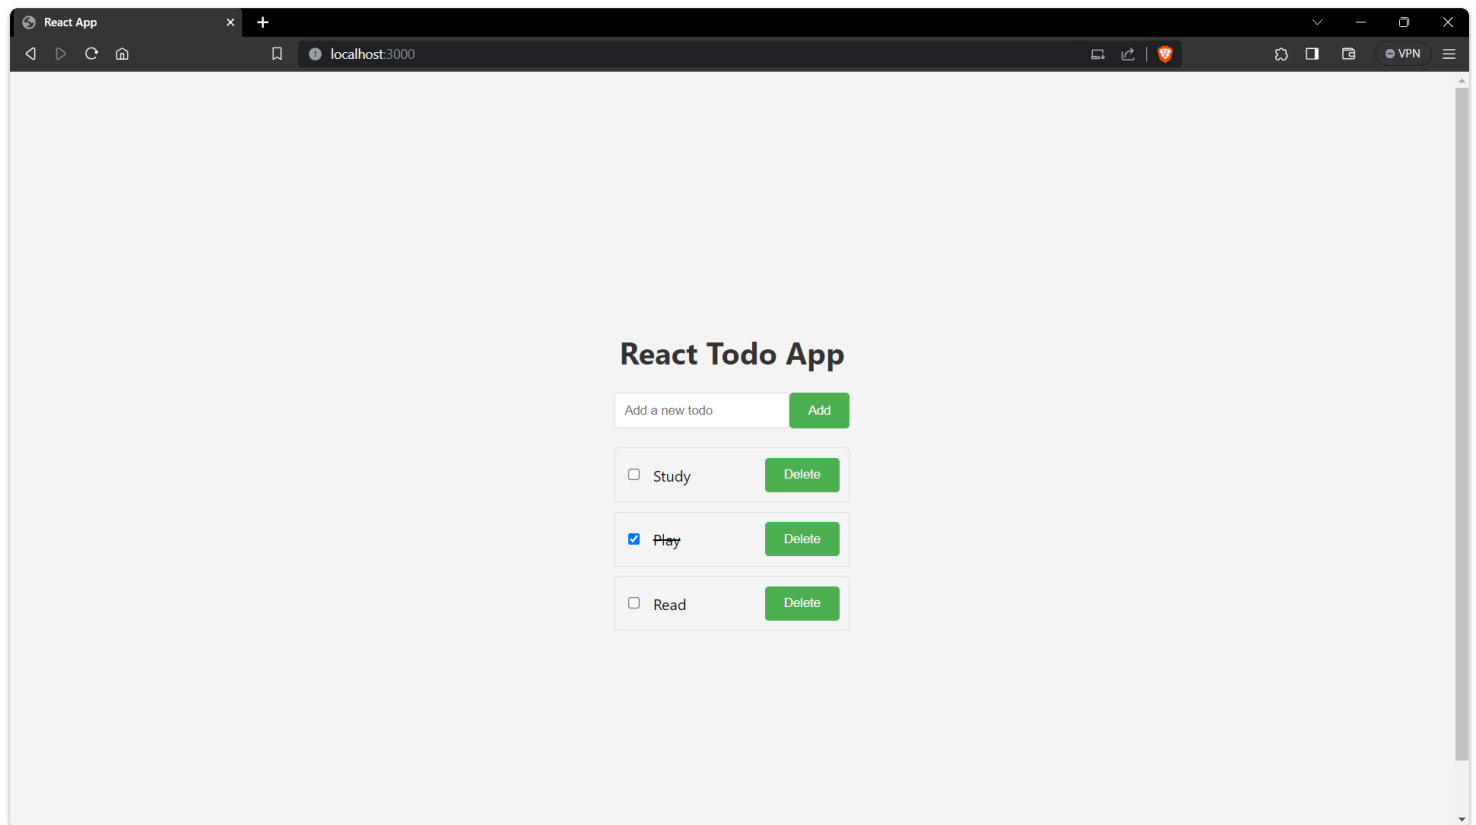 React App
localhost:3000
VPN
React Todo App
Add a new todo
Add
Study
Delete
Play
Delete
Read
Delete